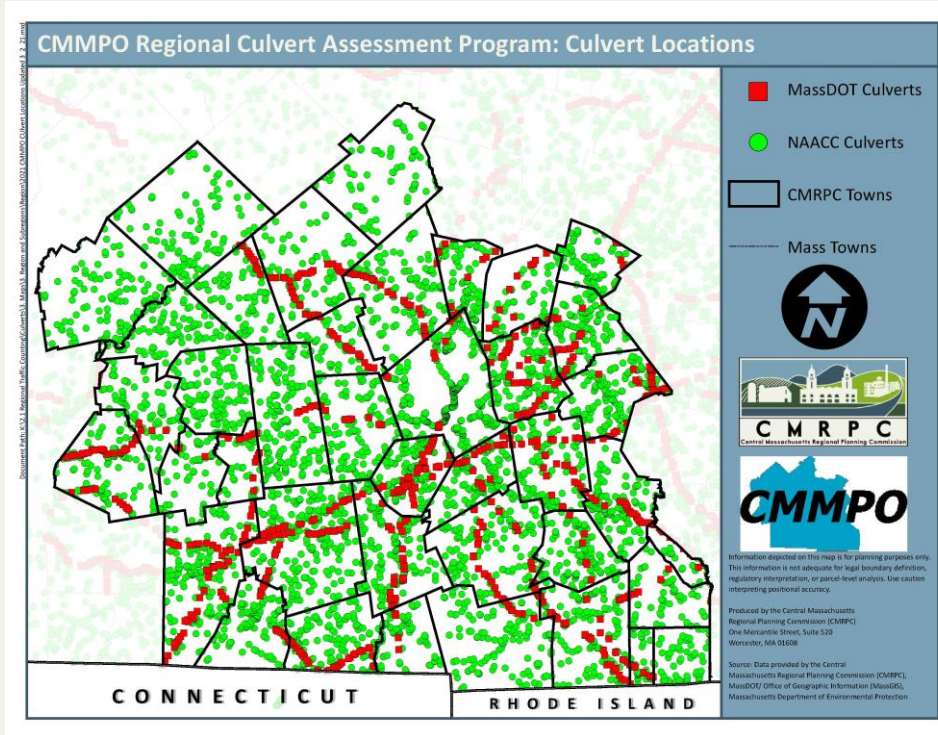 CMMPO Regional Culvert Assessment Program: Culvert Locations
MassDOT Culverts
NAACC Culverts
CMRPC Towns
Mass Towns
N
CMRPC
Central Massachusetts Regional Planning Commission
CMMPO
Information depicted on this map is for planning purposes only.
This information is not adequate for legal boundary definition,
regulatory interpretation, or parcel-level analysis. Use caution
interpreting positional accuracy.
Produced by the Central Massachusetts
Regional Planning Commission (CMRPC)
One Mercantile Street, Suite 520
Worcester, MA 01608
Source: Data provided by the Central
Massachusetts Regional Planning Commission (CMRPC),
MassDOT/ Office of Geographic Information (MassGIS),
Massachusetts Department of Environmental Protection
CONNECTICUT
RHODE ISLAND